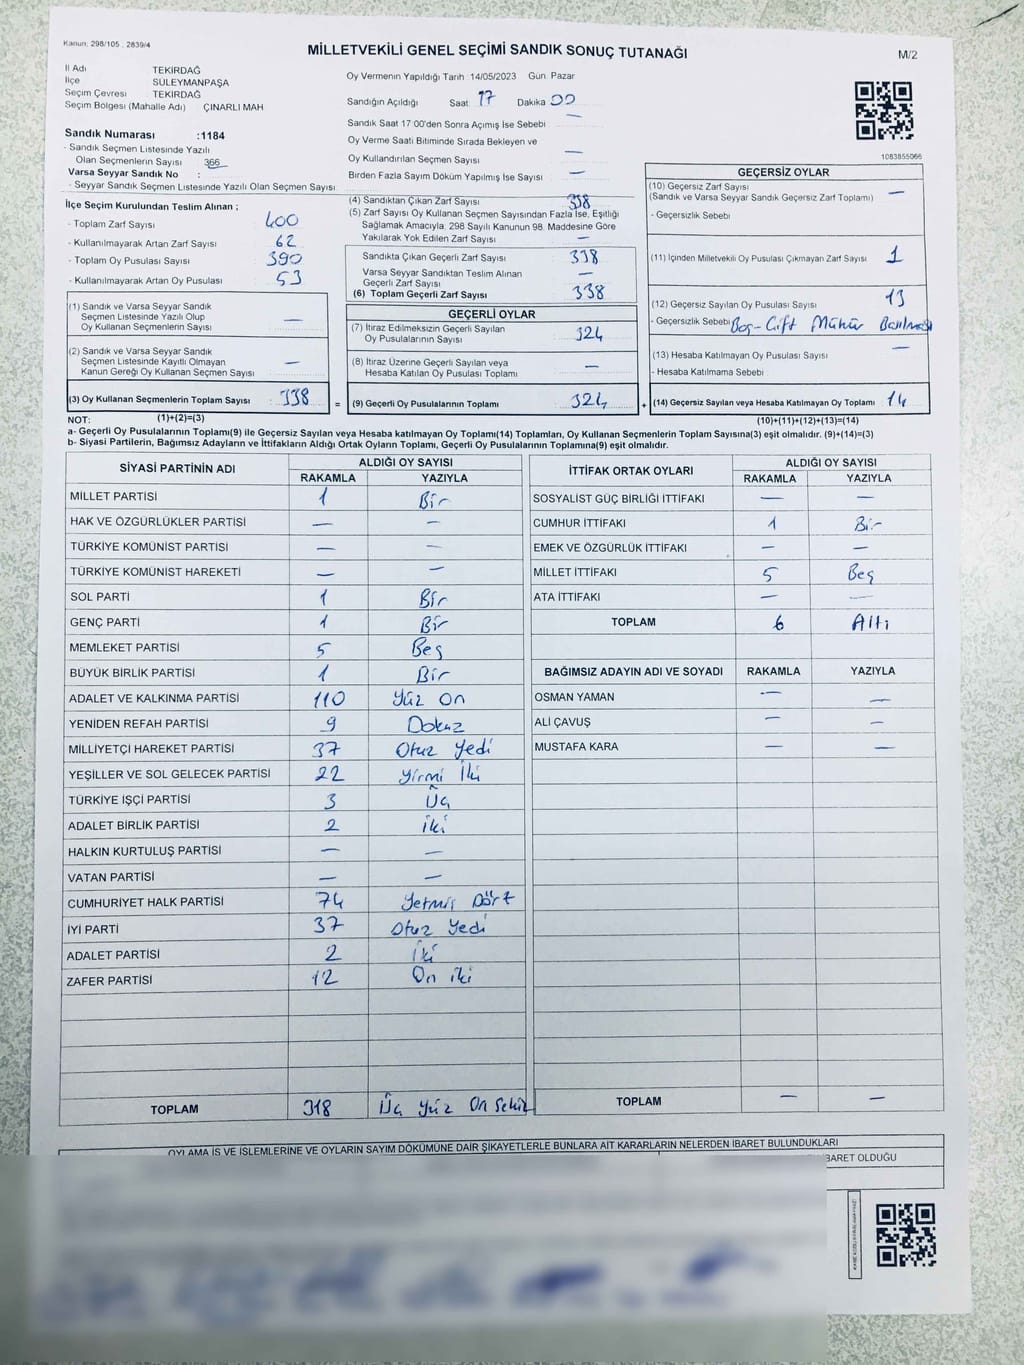 Kanun: 298/105 , 2839/4
MİLLETVEKİLİ GENEL SEÇİMİ SANDIK SONUÇ TUTANAĞI
M/2
İl Adı TEKİRDAĞ
İlçe SÜLEYMANPAŞA
Seçim Çevresi TEKİRDAĞ
Seçim Bölgesi (Mahalle Adı) ÇINARLI MAH
Sandık Numarası :1184
- Sandık Seçmen Listesinde Yazılı
Olan Seçmenlerin Sayısı 366
Varsa Seyyar Sandık No :
- Seyyar Sandık Seçmen Listesinde Yazılı Olan Seçmen Sayısı
Oy Vermenin Yapıldığı Tarih :14/05/2023 Gün: Pazar
Sandığın Açıldığı Saat 17 Dakika 00
Sandık Saat 17:00'den Sonra Açımış İse Sebebi —
Oy Verme Saati Bitiminde Sırada Bekleyen ve
Oy Kullandırılan Seçmen Sayısı —
Birden Fazla Sayım Döküm Yapılmış İse Sayısı —
1083855066
İlçe Seçim Kurulundan Teslim Alınan ;
- Toplam Zarf Sayısı 400
- Kullanılmayarak Artan Zarf Sayısı 62
- Toplam Oy Pusulası Sayısı 390
- Kullanılmayarak Artan Oy Pusulası 53
(1) Sandık ve Varsa Seyyar Sandık
Seçmen Listesinde Yazılı Olup
Oy Kullanan Seçmenlerin Sayısı —
(2) Sandık ve Varsa Seyyar Sandık
Seçmen Listesinde Kayıtlı Olmayan
Kanun Gereği Oy Kullanan Seçmen Sayısı —
(3) Oy Kullanan Seçmenlerin Toplam Sayısı : 338
(1)+(2)=(3)
(4) Sandıktan Çıkan Zarf Sayısı 338
(5) Zarf Sayısı Oy Kullanan Seçmen Sayısından Fazla İse, Eşitliği
Sağlamak Amacıyla, 298 Sayılı Kanunun 98. Maddesine Göre
Yakılarak Yok Edilen Zarf Sayısı —
Sandıkta Çıkan Geçerli Zarf Sayısı 338
Varsa Seyyar Sandıktan Teslim Alınan
Geçerli Zarf Sayısı —
(6) Toplam Geçerli Zarf Sayısı 338
GEÇERLİ OYLAR
(7) İtiraz Edilmeksizin Geçerli Sayılan
Oy Pusulalarının Sayısı 324
(8) İtiraz Üzerine Geçerli Sayılan veya
Hesaba Katılan Oy Pusulası Toplamı —
= (9) Geçerli Oy Pusulalarının Toplamı 324
GEÇERSİZ OYLAR
(10) Geçersiz Zarf Sayısı
(Sandık ve Varsa Seyyar Sandık Geçersiz Zarf Toplamı) —
- Geçersizlik Sebebi
(11) İçinden Milletvekili Oy Pusulası Çıkmayan Zarf Sayısı 1
(12) Geçersiz Sayılan Oy Pusulası Sayısı 13
- Geçersizlik Sebebi Boş-Çift Mühür Basılması
(13) Hesaba Katılmayan Oy Pusulası Sayısı —
- Hesaba Katılmama Sebebi
+ (14) Geçersiz Sayılan veya Hesaba Katılmayan Oy Toplamı 14
(10)+(11)+(12)+(13)=(14)
NOT:
a- Geçerli Oy Pusulalarının Toplamı(9) ile Geçersiz Sayılan veya Hesaba katılmayan Oy Toplamı(14) Toplamları, Oy Kullanan Seçmenlerin Toplam Sayısına(3) eşit olmalıdır. (9)+(14)=(3)
b- Siyasi Partilerin, Bağımsız Adayların ve İttifakların Aldığı Ortak Oyların Toplamı, Geçerli Oy Pusulalarının Toplamına(9) eşit olmalıdır.
SİYASİ PARTİNİN ADI ALDIĞI OY SAYISI
RAKAMLA YAZIYLA
MİLLET PARTİSİ 1 Bir
HAK VE ÖZGÜRLÜKLER PARTİSİ — —
TÜRKİYE KOMÜNİST PARTİSİ — —
TÜRKİYE KOMÜNİST HAREKETİ — —
SOL PARTİ 1 Bir
GENÇ PARTİ 1 Bir
MEMLEKET PARTİSİ 5 Beş
BÜYÜK BİRLİK PARTİSİ 1 Bir
ADALET VE KALKINMA PARTİSİ 110 Yüz On
YENİDEN REFAH PARTİSİ 9 Dokuz
MİLLİYETÇİ HAREKET PARTİSİ 37 Otuz Yedi
YEŞİLLER VE SOL GELECEK PARTİSİ 22 Yirmi İki
TÜRKİYE İŞÇİ PARTİSİ 3 Üç
ADALET BİRLİK PARTİSİ 2 İki
HALKIN KURTULUŞ PARTİSİ — —
VATAN PARTİSİ — —
CUMHURİYET HALK PARTİSİ 74 Yetmiş Dört
İYİ PARTİ 37 Otuz Yedi
ADALET PARTİSİ 2 İki
ZAFER PARTİSİ 12 On iki
TOPLAM 318 Üç Yüz On Sekiz
İTTİFAK ORTAK OYLARI ALDIĞI OY SAYISI
RAKAMLA YAZIYLA
SOSYALİST GÜÇ BİRLİĞİ İTTİFAKI — —
CUMHUR İTTİFAKI 1 Bir
EMEK VE ÖZGÜRLÜK İTTİFAKI — —
MİLLET İTTİFAKI 5 Beş
ATA İTTİFAKI — —
TOPLAM 6 Altı
BAĞIMSIZ ADAYIN ADI VE SOYADI RAKAMLA YAZIYLA
OSMAN YAMAN — —
ALİ ÇAVUŞ — —
MUSTAFA KARA — —
TOPLAM — —
OYLAMA İŞ VE İŞLEMLERİNE VE OYLARIN SAYIM DÖKÜMÜNE DAİR ŞİKAYETLERLE BUNLARA AİT KARARLARIN NELERDEN İBARET BULUNDUKLARI
İBARET OLDUĞU